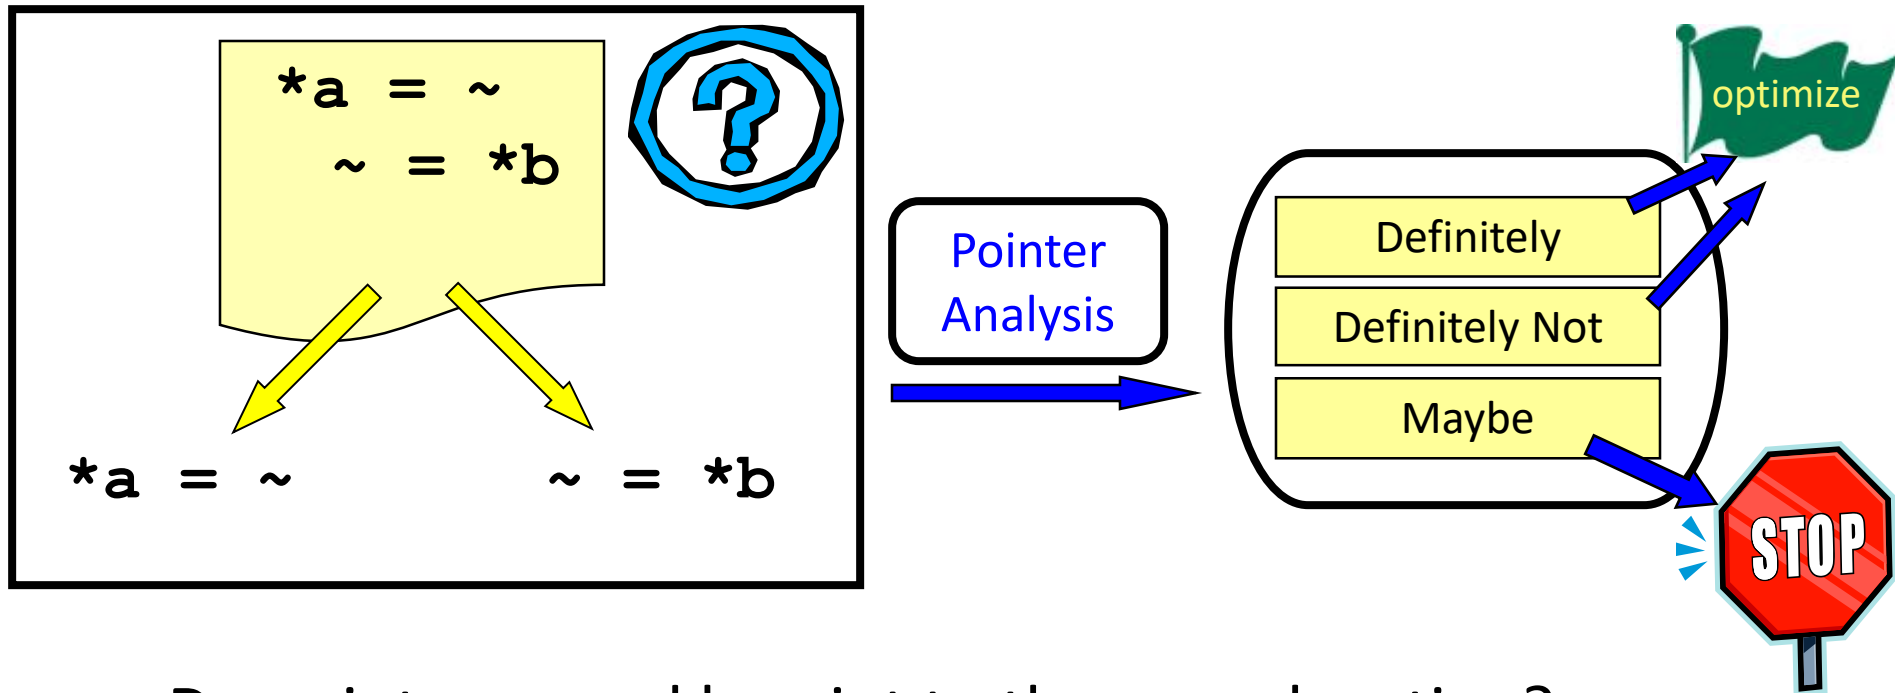 *a = ~
~ = *b
*a = ~
~ = *b
Pointer
Analysis
Definitely
Definitely Not
Maybe
optimize
STOP